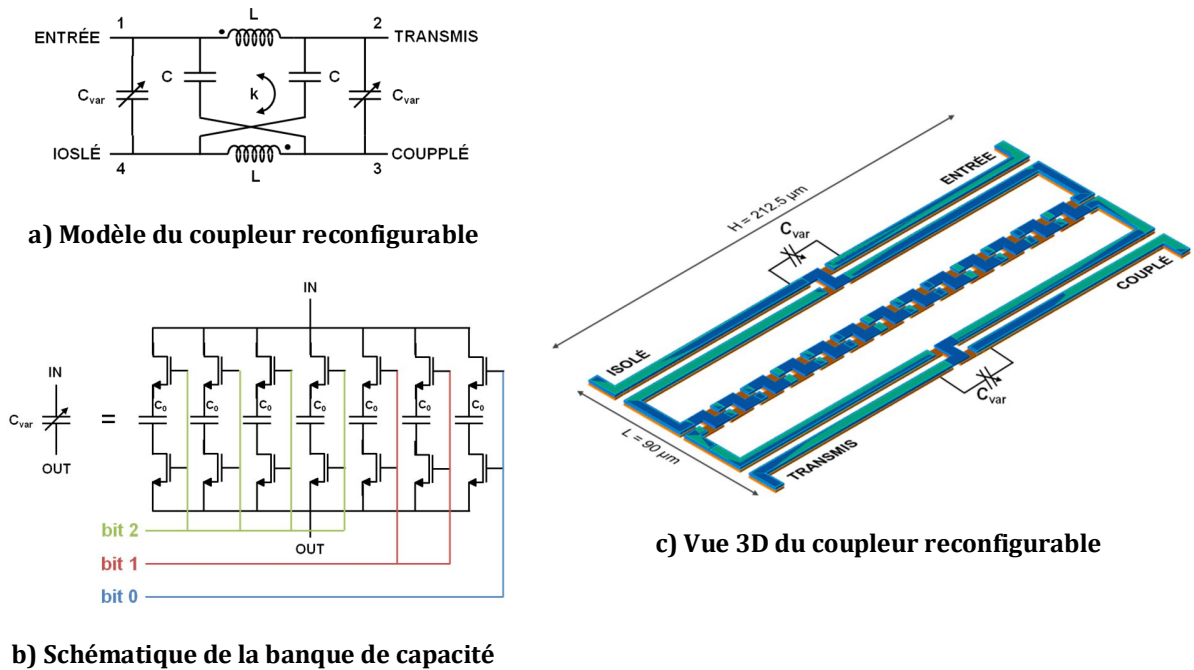 1
L
2
ENTRÉE
TRANSMIS
C
C
k
Cvar
Cvar
IOSLÉ
COUPPLÉ
4
L
3
a) Modèle du coupleur reconfigurable
IN
IN
Cvar
=
C0 C0 C0 C0 C0 C0 C0
OUT
bit 2
OUT
bit 1
bit 0
b) Schématique de la banque de capacité
H = 212.5 µm
ENTRÉE
Cvar
COUPLÉ
ISOLÉ
Cvar
L = 90 µm
TRANSMIS
c) Vue 3D du coupleur reconfigurable